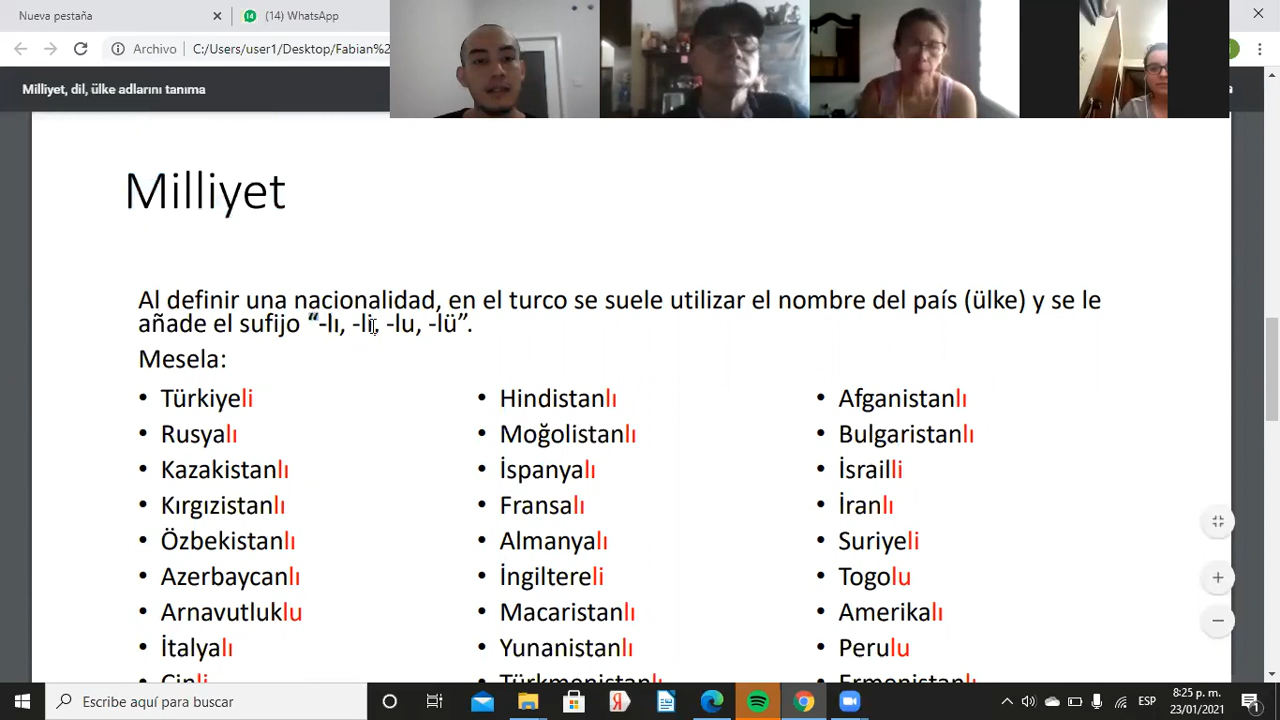 Nueva pestaña
(14) WhatsApp
Archivo
C:/Users/user1/Desktop/Fabian%2
Milliyet, dil, ülke adlarını tanıma
Milliyet
Al definir una nacionalidad, en el turco se suele utilizar el nombre del país (ülke) y se le
añade el sufijo “-lı, -li, -lu, -lü”.
Mesela:
• Türkiyeli
• Rusyalı
• Kazakistanlı
• Kırgızistanlı
• Özbekistanlı
• Azerbaycanlı
• Arnavutluklu
• İtalyalı
• Çinli
• Hindistanlı
• Moğolistanlı
• İspanyalı
• Fransalı
• Almanyalı
• İngiltereli
• Macaristanlı
• Yunanistanlı
• Türkmenistanlı
• Afganistanlı
• Bulgaristanlı
• İsrailli
• İranlı
• Suriyeli
• Togolu
• Amerikalı
• Perulu
• Ermenistanlı
Escribe aquí para buscar
ESP
8:25 p. m.
23/01/2021